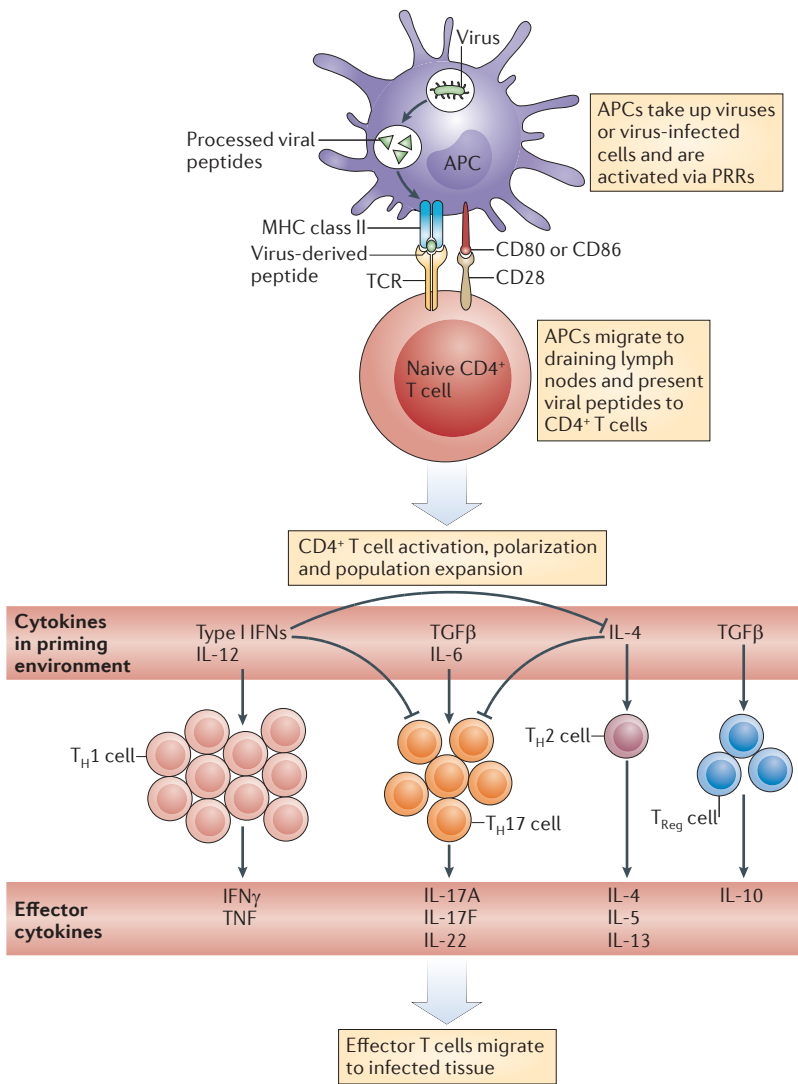 Virus
APCs take up viruses
or virus-infected
cells and are
activated via PRRs
Processed viral
peptides
APC
MHC class II
Virus-derived
peptide
TCR
CD80 or CD86
CD28
Naive CD4⁺
T cell
APCs migrate to
draining lymph
nodes and present
viral peptides to
CD4⁺ T cells
CD4⁺ T cell activation, polarization
and population expansion
Cytokines
in priming
environment
Type I IFNs
IL-12
TGFβ
IL-6
IL-4
TGFβ
T_H1 cell
T_H17 cell
T_H2 cell
T_Reg cell
Effector
cytokines
IFNγ
TNF
IL-17A
IL-17F
IL-22
IL-4
IL-5
IL-13
IL-10
Effector T cells migrate
to infected tissue